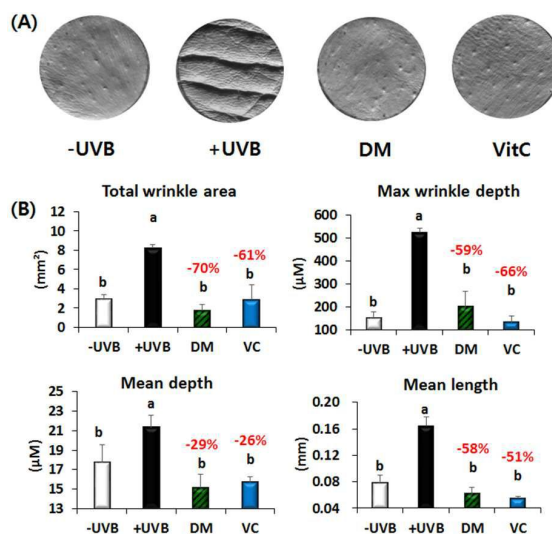 (A)
-UVB +UVB DM VitC
(B)
Total wrinkle area
(mm²)
12
10
8
6
4
2
0
b
a
-70%
b
-61%
b
-UVB +UVB DM VC
Max wrinkle depth
(μM)
600
500
400
300
200
100
b
a
-59%
b
-66%
b
-UVB +UVB DM VC
Mean depth
(μM)
25
23
21
19
17
15
13
b
a
-29%
b
-26%
b
-UVB +UVB DM VC
Mean length
(mm)
0.20
0.16
0.12
0.08
0.04
b
a
-58%
b
-51%
b
-UVB +UVB DM VC